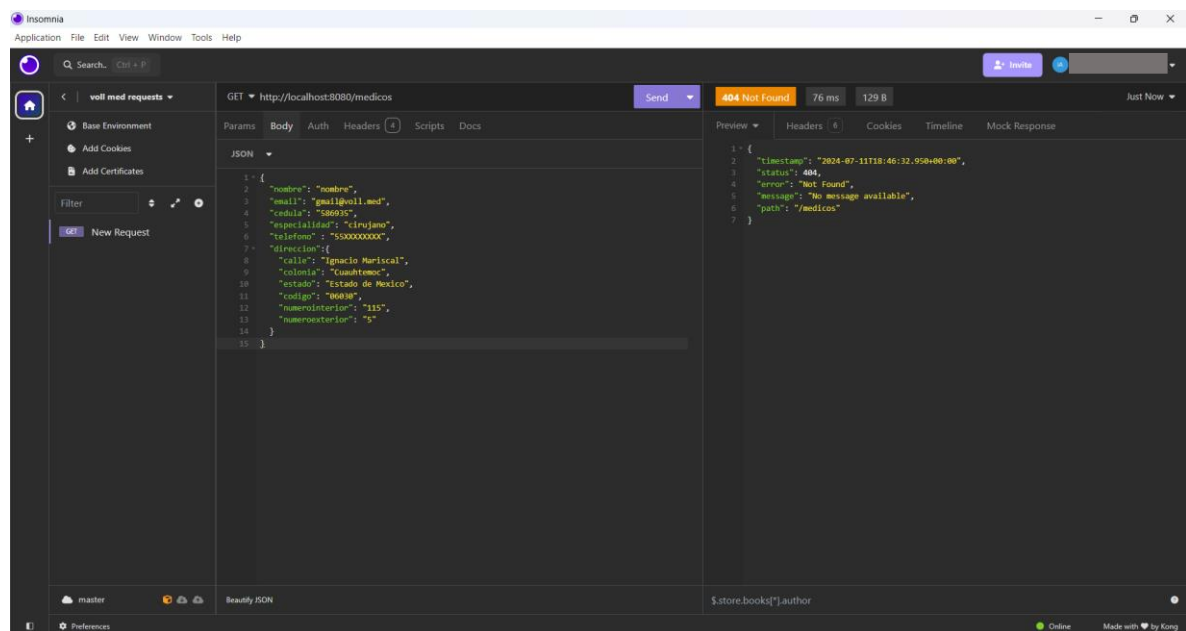 Insomnia
Application File Edit View Window Tools Help
Search.. Ctrl + P
Invite
IA
voll med requests
GET http://localhost:8080/medicos
Send
404 Not Found 76 ms 129 B
Just Now
Base Environment
Add Cookies
Add Certificates
Filter
GET New Request
Params Body Auth Headers 4 Scripts Docs
JSON
1 {
2 "nombre": "nombre",
3 "email": "gmail@voll.med",
4 "cedula": "586935",
5 "especialidad": "cirujano",
6 "telefono" : "55XXXXXXXX",
7 "direccion":{
8 "calle": "Ignacio Mariscal",
9 "colonia": "Cuauhtemoc",
10 "estado": "Estado de Mexico",
11 "codigo": "06030",
12 "numerointerior": "115",
13 "numeroexterior": "5"
14 }
15 }
Preview Headers 6 Cookies Timeline Mock Response
1 {
2 "timestamp": "2024-07-11T18:46:32.950+00:00",
3 "status": 404,
4 "error": "Not Found",
5 "message": "No message available",
6 "path": "/medicos"
7 }
master
Beautify JSON
$.store.books[*].author
Preferences
Online
Made with ♥ by Kong